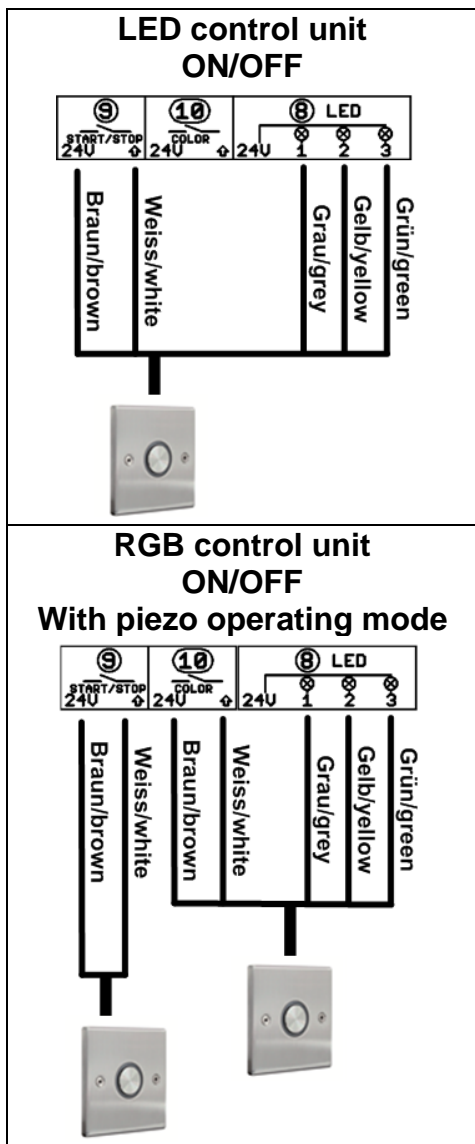 LED control unit
ON/OFF
⑨ ⑩ ⑧ LED
START/STOP COLOR
24V ⇧ 24V ⇧ 24V 1 2 3
Braun/brown
Weiss/white
Grau/grey
Gelb/yellow
Grün/green
RGB control unit
ON/OFF
With piezo operating mode
⑨ ⑩ ⑧ LED
START/STOP COLOR
24V ⇧ 24V ⇧ 24V 1 2 3
Braun/brown
Weiss/white
Braun/brown
Weiss/white
Grau/grey
Gelb/yellow
Grün/green